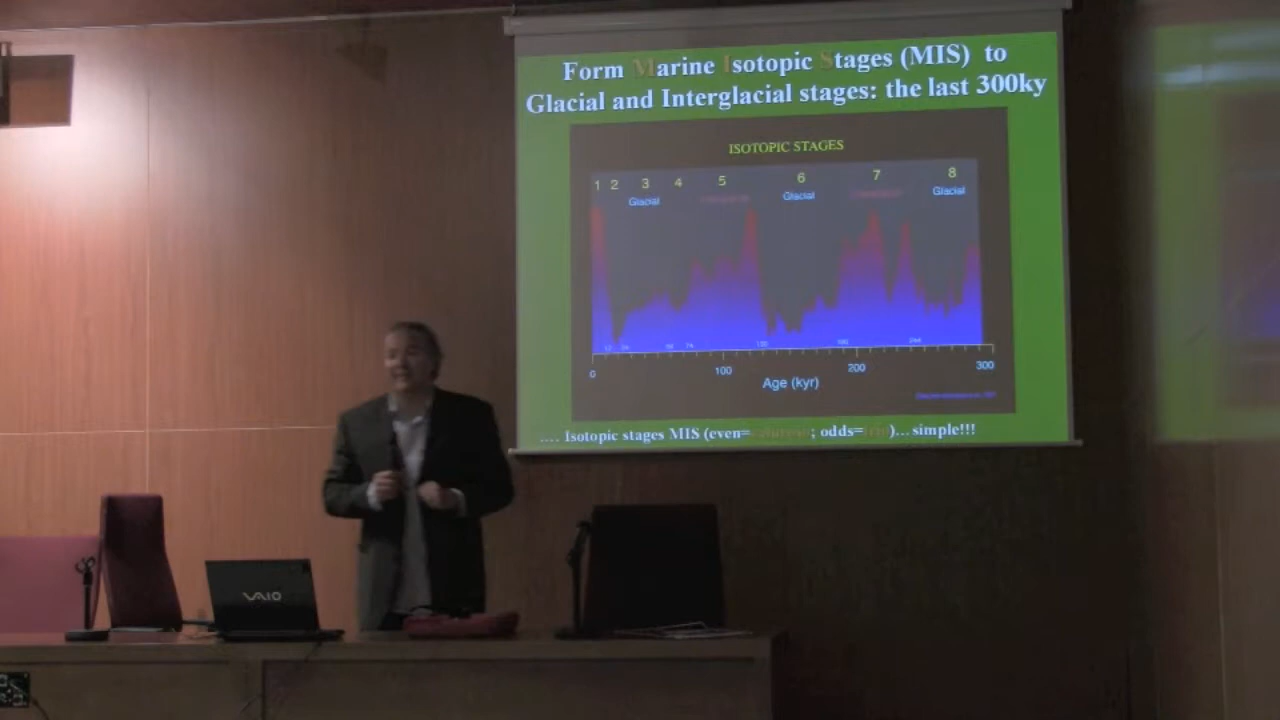 Form Marine Isotopic Stages (MIS) to
Glacial and Interglacial stages: the last 300ky
ISOTOPIC STAGES
1 2 3 4 5 6 7 8
Glacial Glacial Glacial
0 100 200 300
Age (kyr)
.... Isotopic stages MIS (even= ; odds= )... simple!!!
VAIO